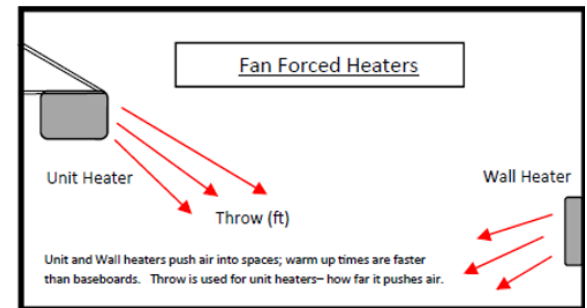 Fan Forced Heaters
Unit Heater
Wall Heater
Throw (ft)
Unit and Wall heaters push air into spaces; warm up times are faster
than baseboards. Throw is used for unit heaters– how far it pushes air.